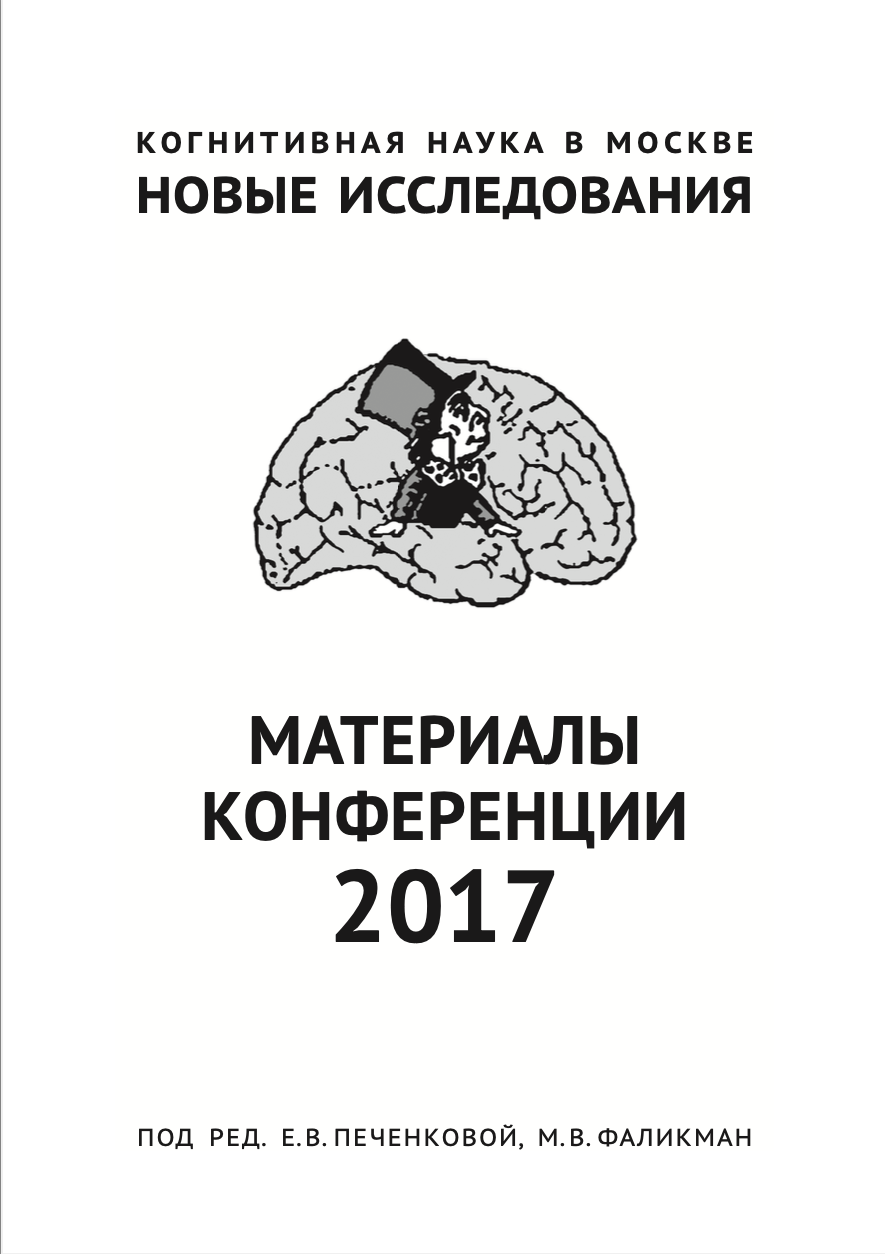 КОГНИТИВНАЯ НАУКА В МОСКВЕ
НОВЫЕ ИССЛЕДОВАНИЯ
МАТЕРИАЛЫ
КОНФЕРЕНЦИИ
2017
ПОД РЕД. Е.В. ПЕЧЕНКОВОЙ, М.В. ФАЛИКМАН